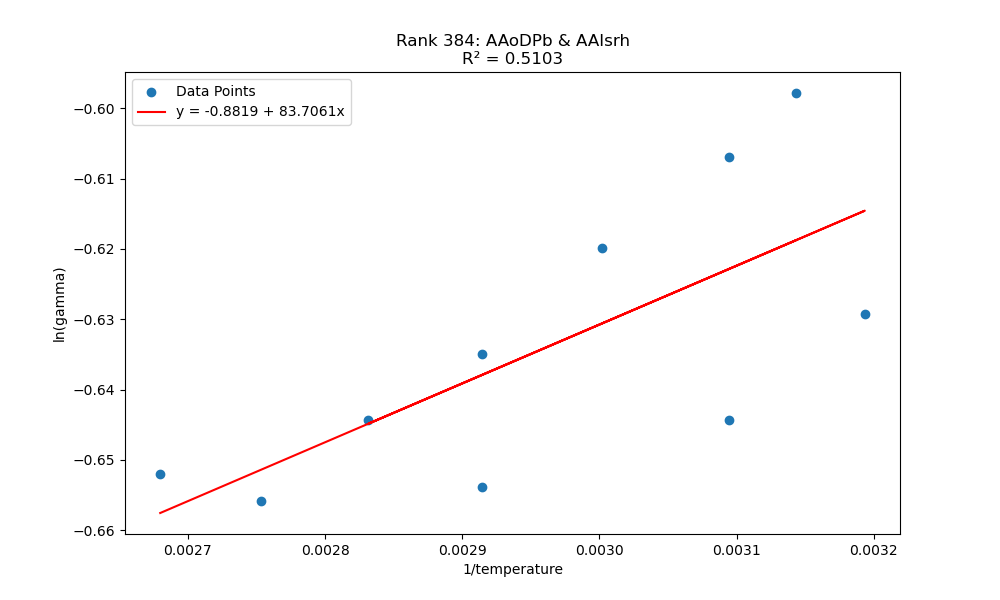 Rank 384: AAoDPb & AAlsrh
R² = 0.5103
Data Points
y = -0.8819 + 83.7061x
−0.60
−0.61
−0.62
−0.63
−0.64
−0.65
−0.66
ln(gamma)
0.0027 0.0028 0.0029 0.0030 0.0031 0.0032
1/temperature